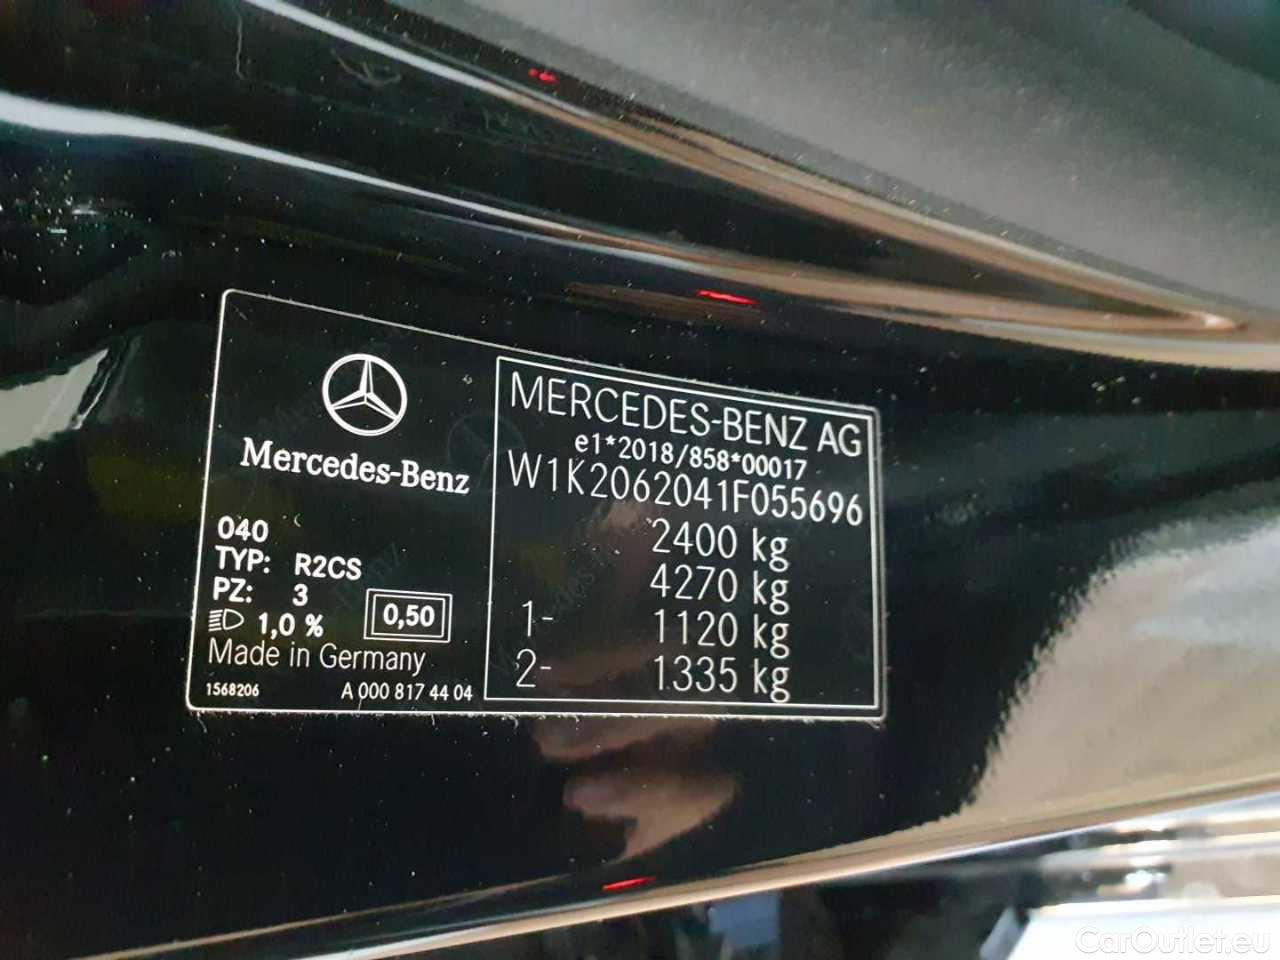 Mercedes-Benz
040
TYP: R2CS
PZ: 3
1,0 %
0,50
Made in Germany
1568206 A 000 817 44 04
MERCEDES-BENZ AG
e1*2018/858*00017
W1K2062041F055696
2400 kg
4270 kg
1- 1120 kg
2- 1335 kg
CarOutlet.eu